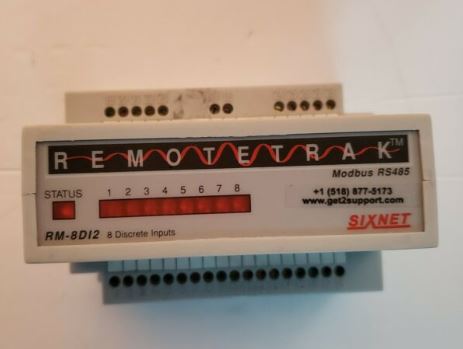 REMOTETRAK™
Modbus RS485
STATUS
1 2 3 4 5 6 7 8
+1 (518) 877-5173
www.get2support.com
SIXNET
RM-8DI2 8 Discrete Inputs